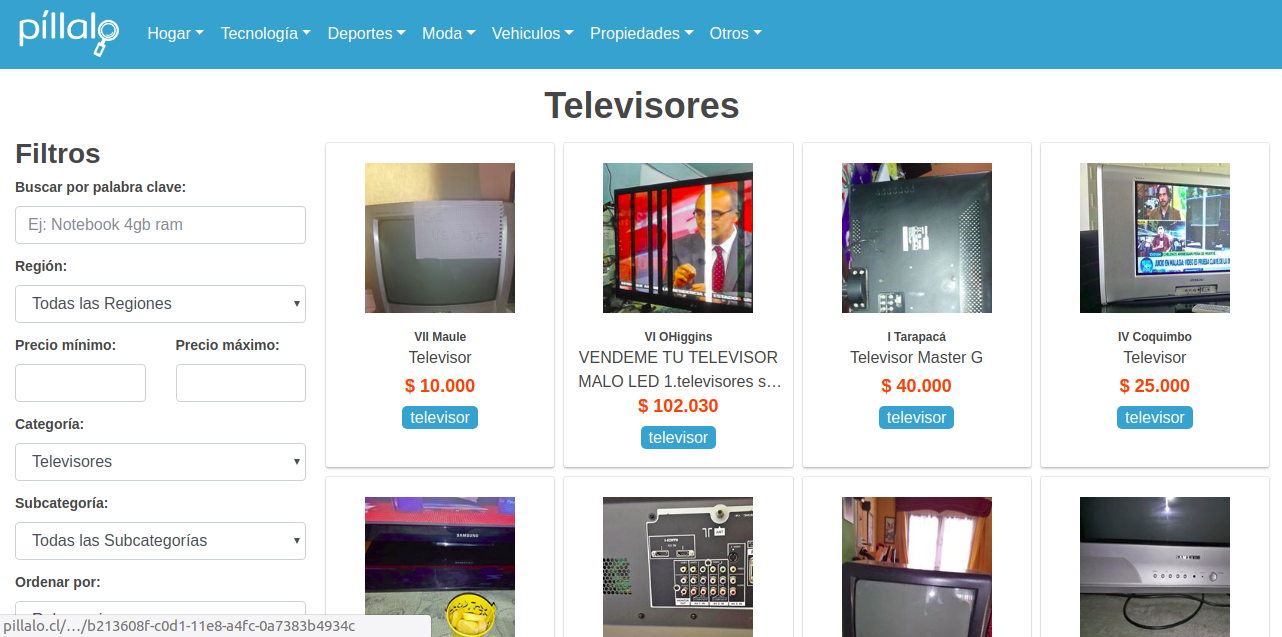 píllalo
Hogar Tecnología Deportes Moda Vehiculos Propiedades Otros
Televisores
Filtros
Buscar por palabra clave:
Ej: Notebook 4gb ram
Región:
Todas las Regiones
Precio mínimo: Precio máximo:
Categoría:
Televisores
Subcategoría:
Todas las Subcategorías
Ordenar por:
VII Maule
Televisor
$ 10.000
televisor
VI OHiggins
VENDEME TU TELEVISOR
MALO LED 1.televisores s…
$ 102.030
televisor
I Tarapacá
Televisor Master G
$ 40.000
televisor
IV Coquimbo
Televisor
$ 25.000
televisor
SAMSUNG
HDMI
pillalo.cl/…/b213608f-c0d1-11e8-a4fc-0a7383b4934c